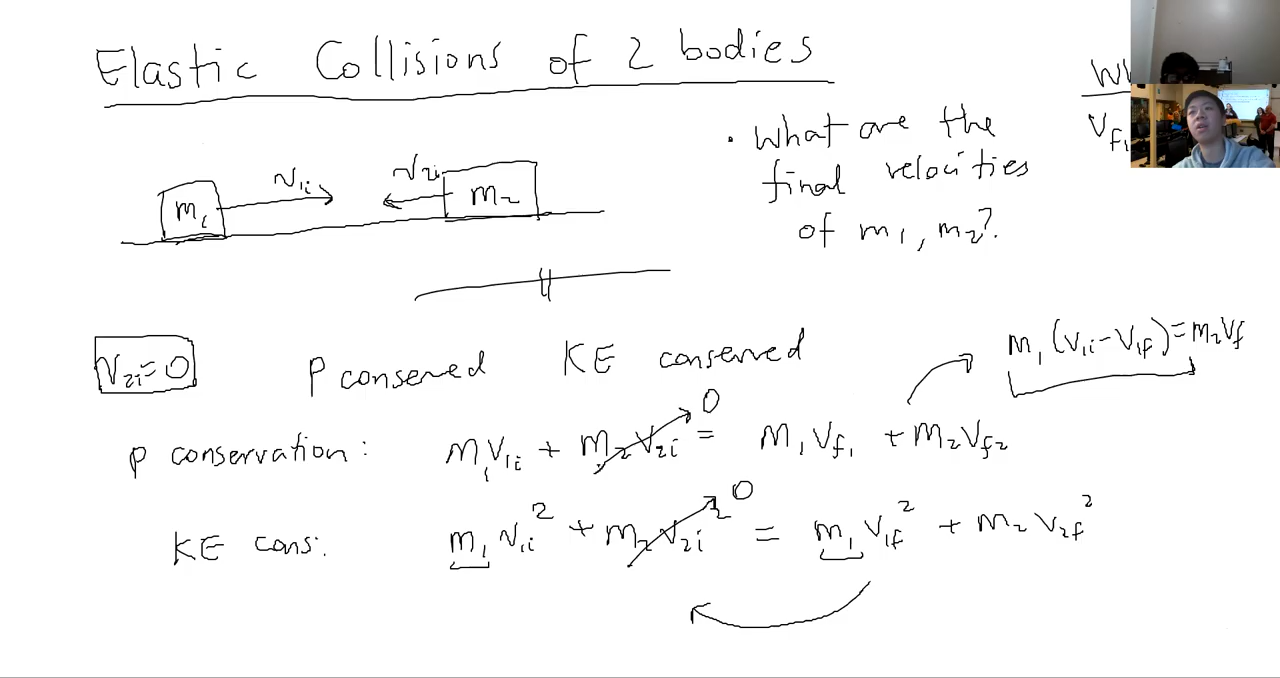 Elastic Collisions of 2 bodies
V₁ᵢ V₂ᵢ
m₁ m₂
• What are the
final velocities
of m₁, m₂?
V₂ᵢ=0
p conserved KE conserved
m₁(V₁ᵢ-V₁f)=m₂Vf
p conservation: m₁V₁ᵢ + m₂V₂ᵢ = m₁Vf₁ + m₂Vf₂
0
KE cons: m₁V₁ᵢ² + m₂V₂ᵢ² = m₁V₁f² + m₂V₂f²
0